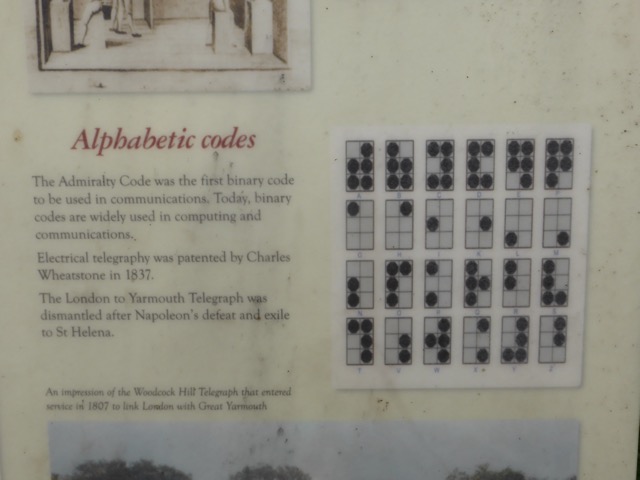 Alphabetic codes
The Admiralty Code was the first binary code
to be used in communications. Today, binary
codes are widely used in computing and
communications.
Electrical telegraphy was patented by Charles
Wheatstone in 1837.
The London to Yarmouth Telegraph was
dismantled after Napoleon's defeat and exile
to St Helena.
An impression of the Woodcock Hill Telegraph that entered
service in 1807 to link London with Great Yarmouth
A B C D E F
G H I K L M
N O P Q R S
T U W X Y Z